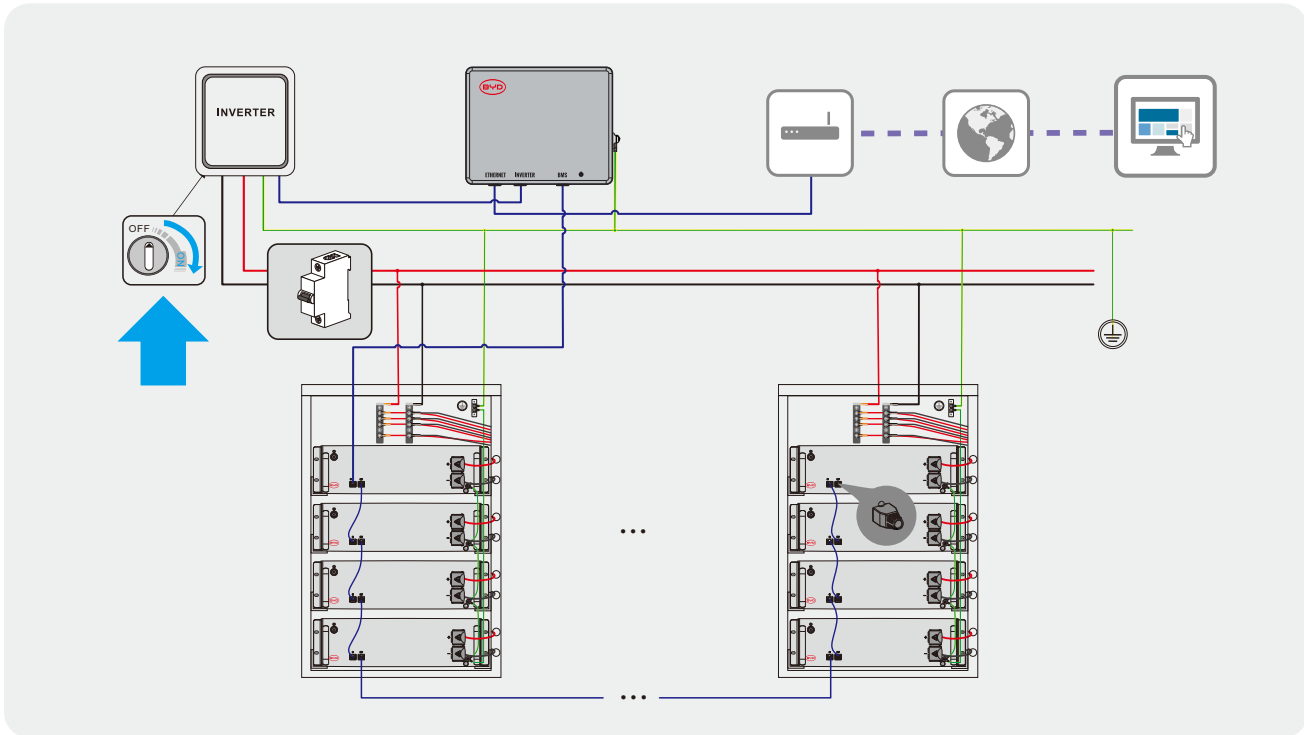 INVERTER
BYD
ETHERNET INVERTER BMS
OFF
ON
...
...